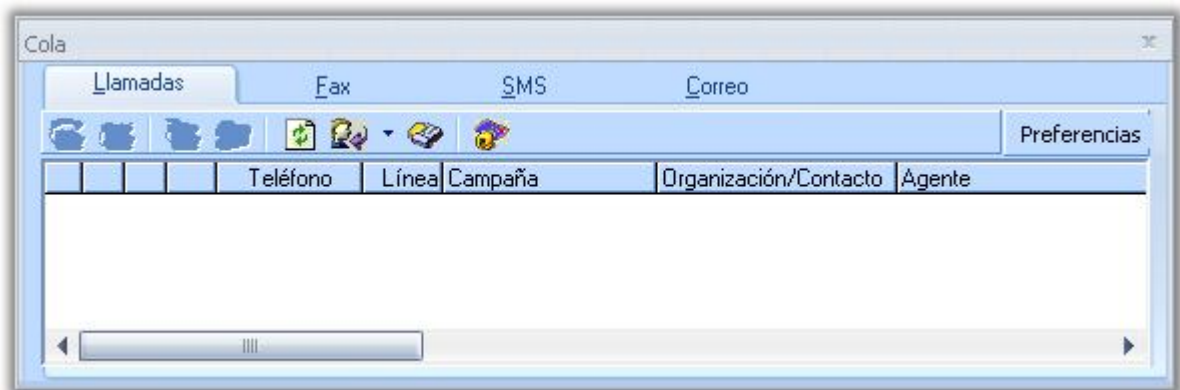 Cola
Llamadas Fax SMS Correo
Preferencias
Teléfono Línea Campaña Organización/Contacto Agente